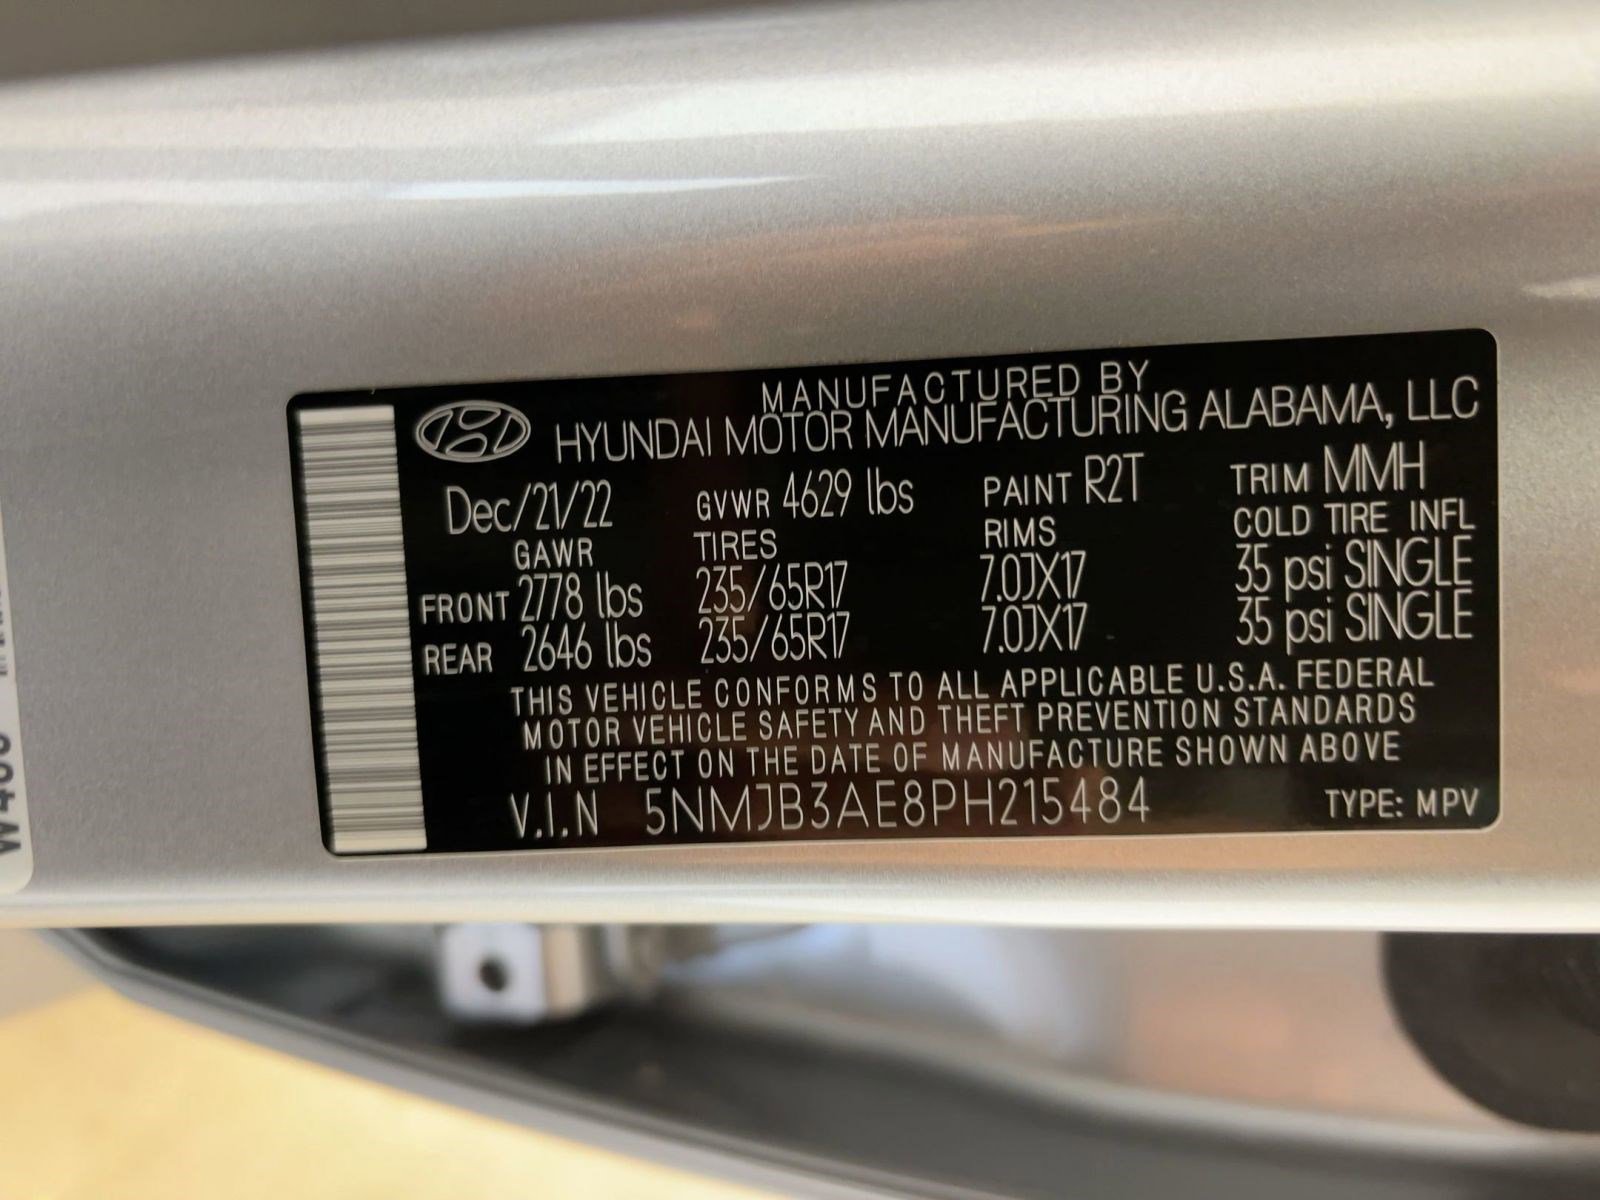 MANUFACTURED BY
HYUNDAI MOTOR MANUFACTURING ALABAMA, LLC
Dec/21/22 GVWR 4629 lbs PAINT R2T TRIM MMH
GAWR TIRES RIMS COLD TIRE INFL
FRONT 2778 lbs 235/65R17 7.0JX17 35 psi SINGLE
REAR 2646 lbs 235/65R17 7.0JX17 35 psi SINGLE
THIS VEHICLE CONFORMS TO ALL APPLICABLE U.S.A. FEDERAL
MOTOR VEHICLE SAFETY AND THEFT PREVENTION STANDARDS
IN EFFECT ON THE DATE OF MANUFACTURE SHOWN ABOVE
V.I.N 5NMJB3AE8PH215484 TYPE: MPV